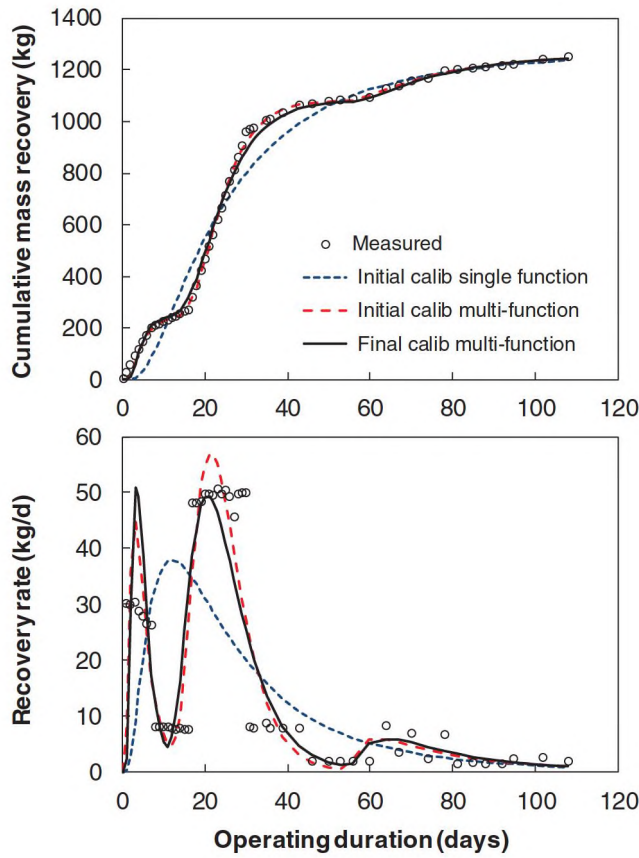 Cumulative mass recovery (kg)
1400
1200
1000
800
600
400
200
0
Measured
Initial calib single function
Initial calib multi-function
Final calib multi-function
0 20 40 60 80 100 120
Recovery rate (kg/d)
60
50
40
30
20
10
0
0 20 40 60 80 100 120
Operating duration (days)